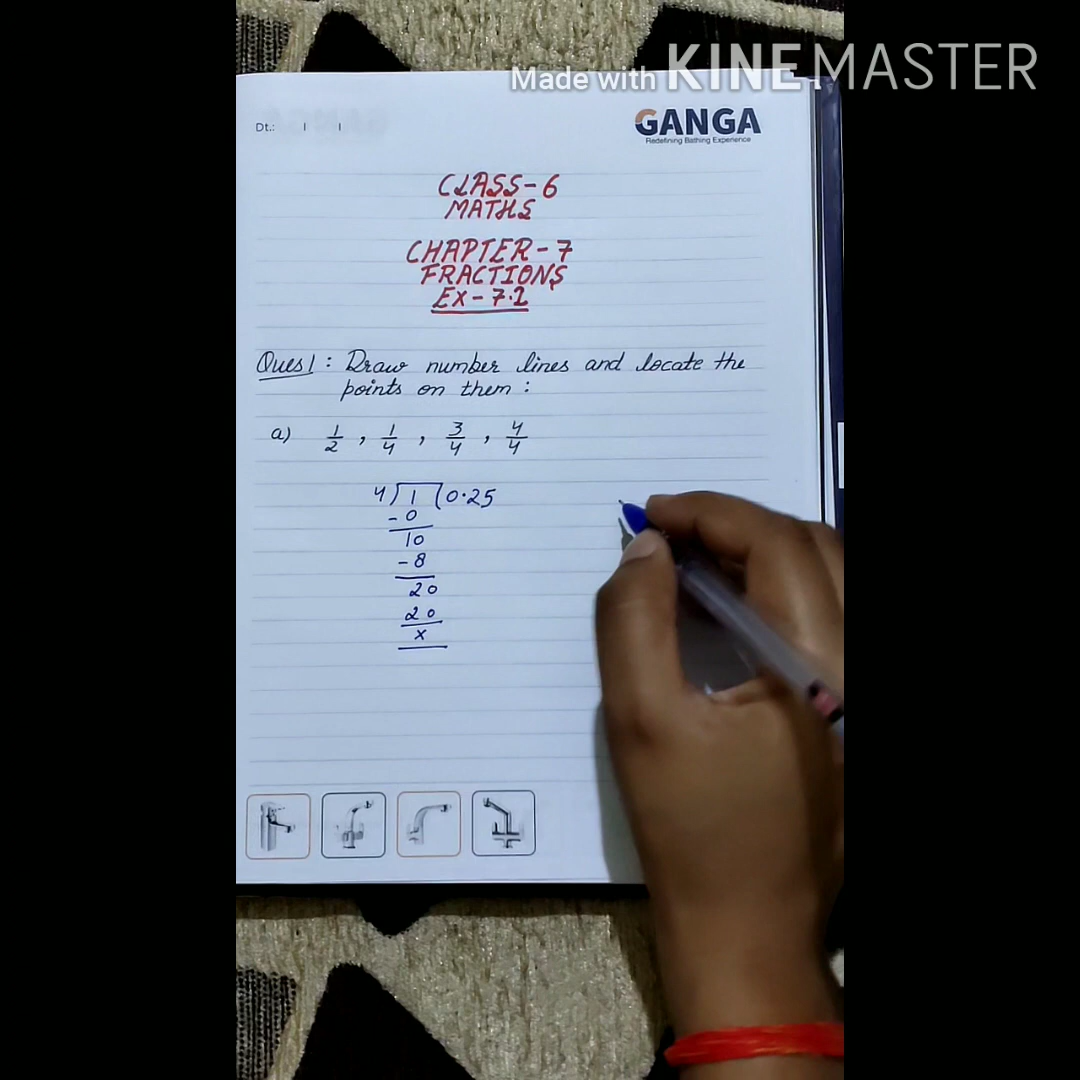 Made with KINEMASTER
Dt.:
GANGA
Redefining Bathing Experience
CLASS-6
MATHS
CHAPTER-7
FRACTIONS
EX-7.2
Ques 1: Draw number lines and locate the
points on them :
a) 1/2 , 1/4 , 3/4 , 4/4
4) 1 (0.25
-0
10
-8
20
20
x